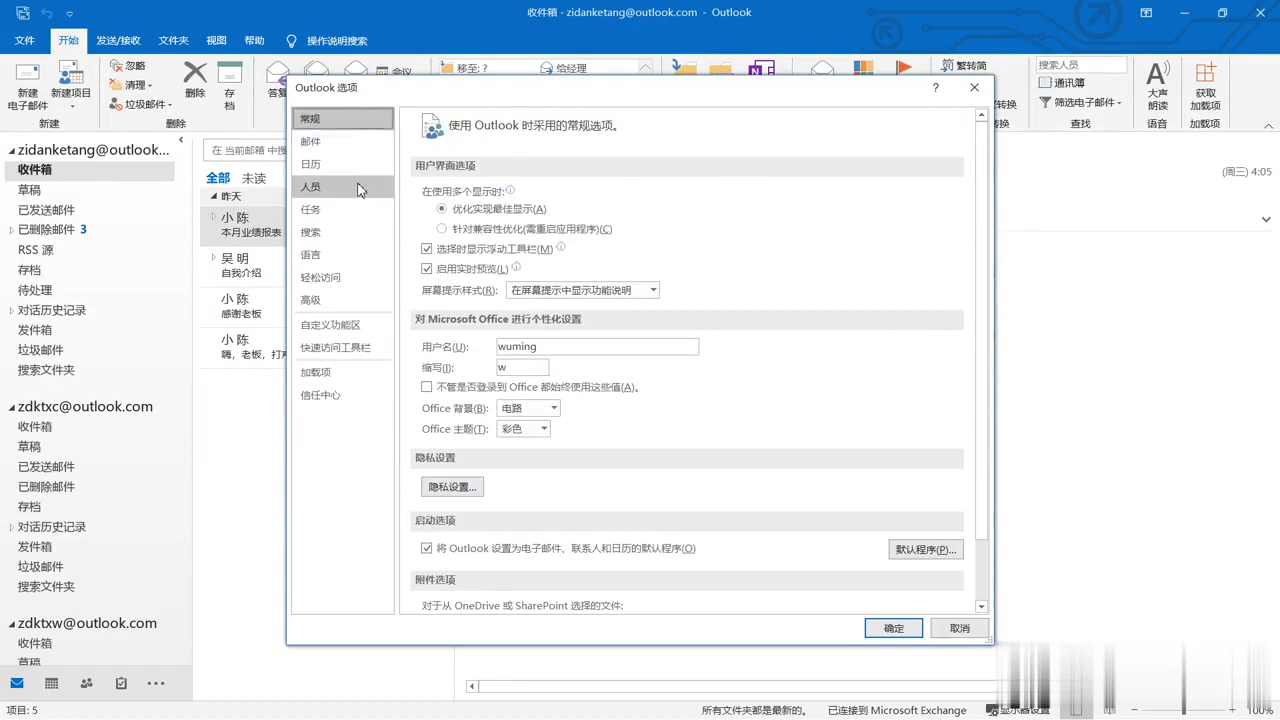 收件箱 - zidanketang@outlook.com - Outlook
文件 开始 发送/接收 文件夹 视图 帮助 操作说明搜索
忽略
清理
垃圾邮件
新建
电子邮件
新建项目
新建
删除
存
档
删除
会议
移至: ?
给经理
繁转简
转换
搜索人员
通讯簿
筛选电子邮件
查找
大声
朗读
语音
获取
加载项
加载项
zidanketang@outlook...
收件箱
草稿
已发送邮件
已删除邮件 3
RSS 源
存档
待处理
对话历史记录
发件箱
垃圾邮件
搜索文件夹
zdktxc@outlook.com
收件箱
草稿
已发送邮件
已删除邮件
存档
对话历史记录
发件箱
垃圾邮件
搜索文件夹
zdktxw@outlook.com
收件箱
草稿
在 当前邮箱 中搜
全部 未读
昨天
小 陈
本月业绩报表
吴 明
自我介绍
小 陈
感谢老板
小 陈
嗨，老板，打
(周三) 4:05
Outlook 选项
?
常规
邮件
日历
人员
任务
搜索
语言
轻松访问
高级
自定义功能区
快速访问工具栏
加载项
信任中心
使用 Outlook 时采用的常规选项。
用户界面选项
在使用多个显示时:
优化实现最佳显示(A)
针对兼容性优化(需重启应用程序)(C)
选择时显示浮动工具栏(M)
启用实时预览(L)
屏幕提示样式(R): 在屏幕提示中显示功能说明
对 Microsoft Office 进行个性化设置
用户名(U): wuming
缩写(I): w
不管是否登录到 Office 都始终使用这些值(A)。
Office 背景(B): 电路
Office 主题(T): 彩色
隐私设置
隐私设置...
启动选项
将 Outlook 设置为电子邮件、联系人和日历的默认程序(O) 默认程序(P)...
附件选项
对于从 OneDrive 或 SharePoint 选择的文件:
确定 取消
项目: 5
所有文件夹都是最新的。 已连接到 Microsoft Exchange 显示器设置 100%